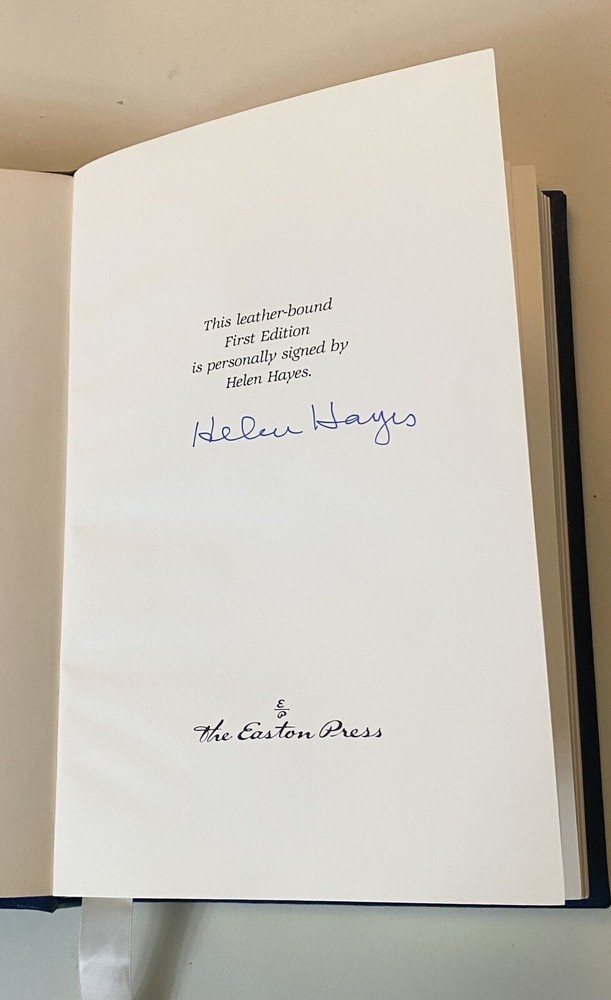 This leather-bound
First Edition
is personally signed by
Helen Hayes.
Helen Hayes
E
P
The Easton Press